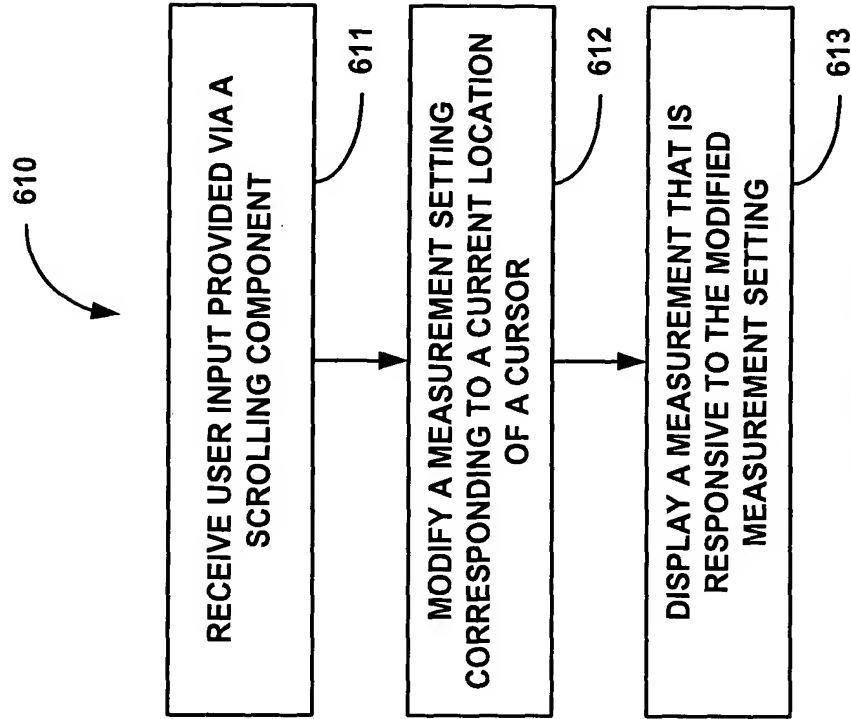 610
RECEIVE USER INPUT PROVIDED VIA A
SCROLLING COMPONENT
611
MODIFY A MEASUREMENT SETTING
CORRESPONDING TO A CURRENT LOCATION
OF A CURSOR
612
DISPLAY A MEASUREMENT THAT IS
RESPONSIVE TO THE MODIFIED
MEASUREMENT SETTING
613